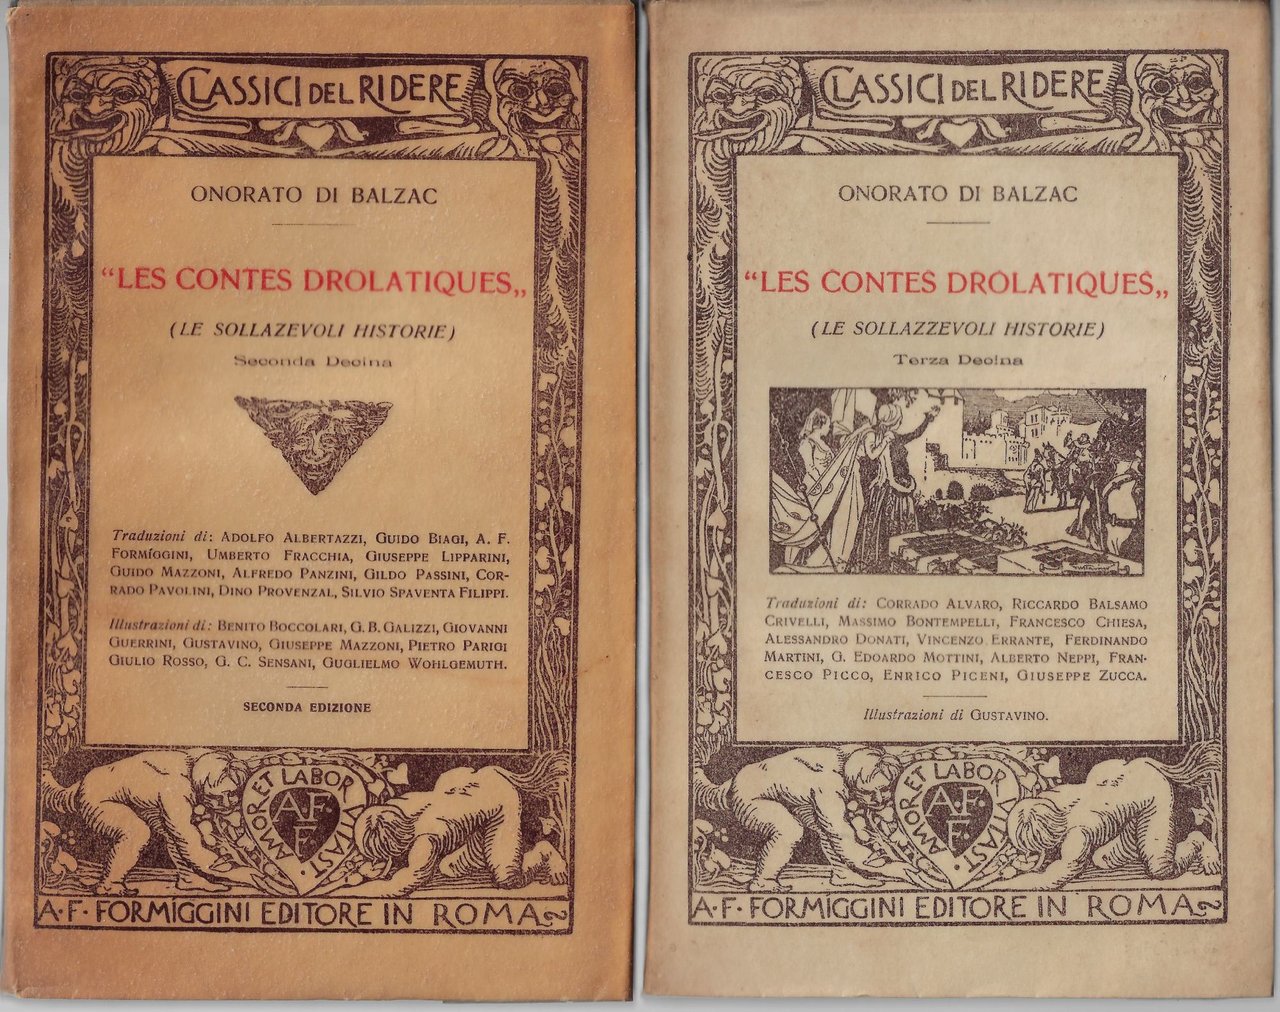 CLASSICI DEL RIDERE
ONORATO DI BALZAC
“LES CONTES DROLATIQUES„
(LE SOLLAZEVOLI HISTORIE)
Seconda Decina
Traduzioni di: ADOLFO ALBERTAZZI, GUIDO BIAGI, A. F.
FORMÍGGINI, UMBERTO FRACCHIA, GIUSEPPE LIPPARINI,
GUIDO MAZZONI, ALFREDO PANZINI, GILDO PASSINI, COR-
RADO PAVOLINI, DINO PROVENZAL, SILVIO SPAVENTA FILIPPI.
Illustrazioni di: BENITO BOCCOLARI, G. B. GALIZZI, GIOVANNI
GUERRINI, GUSTAVINO, GIUSEPPE MAZZONI, PIETRO PARIGI
GIULIO ROSSO, G. C. SENSANI, GUGLIELMO WOHLGEMUTH.
SECONDA EDIZIONE
AMOR ET LABOR VITAST
A. F.
F
A. F. FORMÍGGINI EDITORE IN ROMA
CLASSICI DEL RIDERE
ONORATO DI BALZAC
“LES CONTES DROLATIQUES„
(LE SOLLAZZEVOLI HISTORIE)
Terza Decina
Traduzioni di: CORRADO ALVARO, RICCARDO BALSAMO
CRIVELLI, MASSIMO BONTEMPELLI, FRANCESCO CHIESA,
ALESSANDRO DONATI, VINCENZO ERRANTE, FERDINANDO
MARTINI, G. EDOARDO MOTTINI, ALBERTO NEPPI, FRAN-
CESCO PICCO, ENRICO PICENI, GIUSEPPE ZUCCA.
Illustrazioni di GUSTAVINO.
AMOR ET LABOR VITAST
A. F.
F
A. F. FORMÍGGINI EDITORE IN ROMA